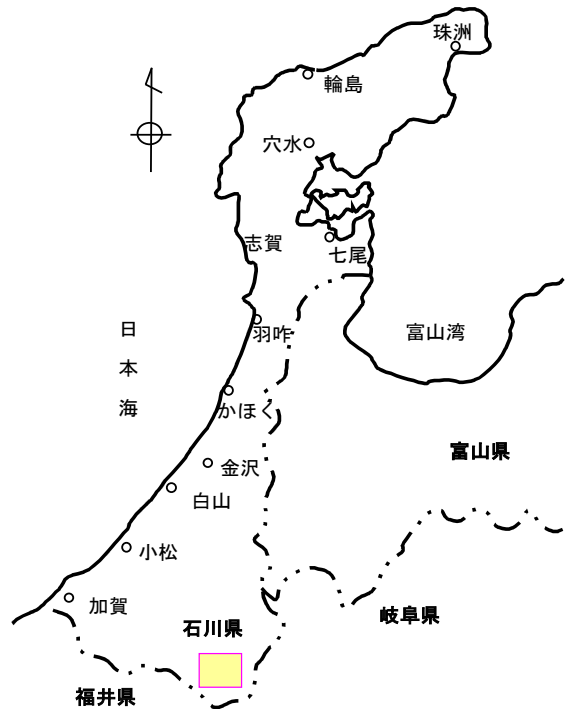 珠洲
輪島
穴水
志賀
七尾
羽咋
富山湾
日本海
かほく
富山県
金沢
白山
小松
加賀
岐阜県
石川県
福井県